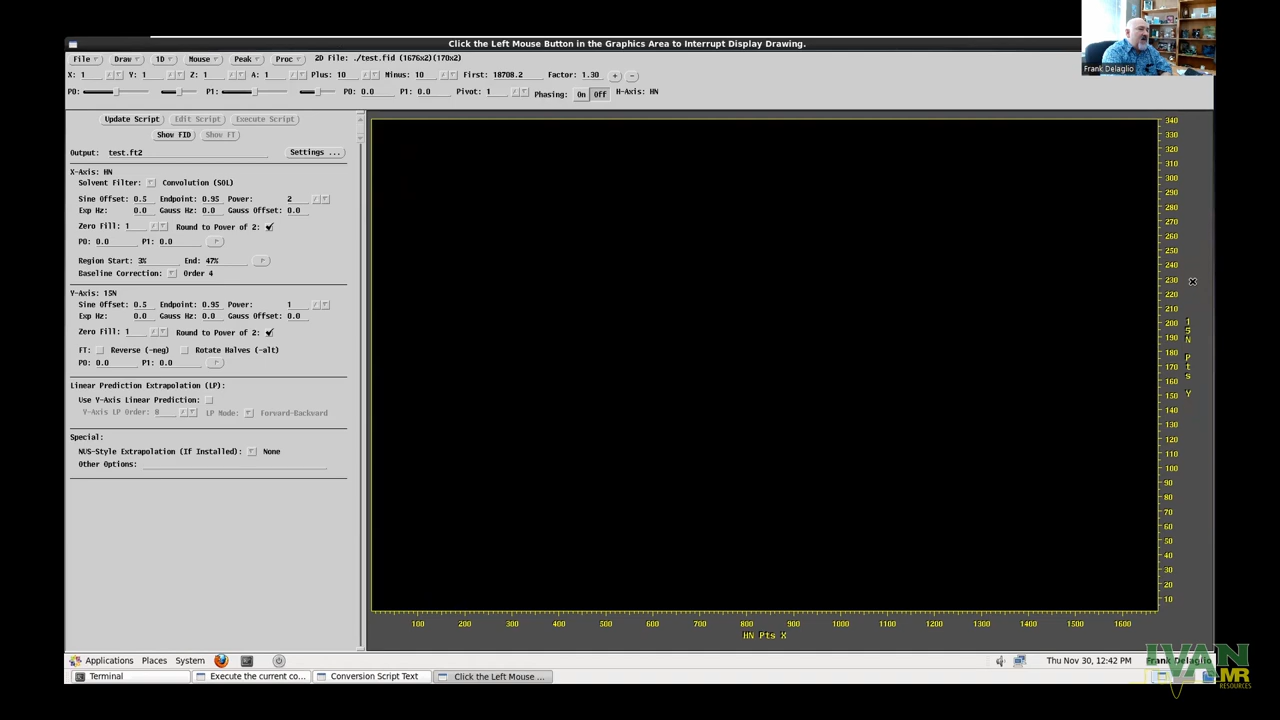 Click the Left Mouse Button in the Graphics Area to Interrupt Display Drawing.
File Draw 1D Mouse Peak Proc 2D File: ./test.fid (1676x2)(170x2)
X: 1 Y: 1 Z: 1 A: 1 Plus: 10 Minus: 10 First: 18708.2 Factor: 1.30 + -
P0: P1: P0: 0.0 P1: 0.0 Pivot: 1 Phasing: On Off H-Axis: HN
Frank Delaglio
Update Script Edit Script Execute Script
Show FID Show FT
Output: test.ft2 Settings ...
X-Axis: HN
Solvent Filter: Convolution (SOL)
Sine Offset: 0.5 Endpoint: 0.95 Power: 2
Exp Hz: 0.0 Gauss Hz: 0.0 Gauss Offset: 0.0
Zero Fill: 1 Round to Power of 2:
P0: 0.0 P1: 0.0
Region Start: 3% End: 47%
Baseline Correction: Order 4
Y-Axis: 15N
Sine Offset: 0.5 Endpoint: 0.95 Power: 1
Exp Hz: 0.0 Gauss Hz: 0.0 Gauss Offset: 0.0
Zero Fill: 1 Round to Power of 2:
FT: Reverse (-neg) Rotate Halves (-alt)
P0: 0.0 P1: 0.0
Linear Prediction Extrapolation (LP):
Use Y-Axis Linear Prediction:
Y-Axis LP Order: 8 LP Mode: Forward-Backward
Special:
NUS-Style Extrapolation (If Installed): None
Other Options:
340
330
320
310
300
290
280
270
260
250
240
230
220
210
200
190
180
170
160
150
140
130
120
110
100
90
80
70
60
50
40
30
20
10
15N Pts Y
100 200 300 400 500 600 700 800 900 1000 1100 1200 1300 1400 1500 1600
HN Pts X
Applications Places System Thu Nov 30, 12:42 PM Frank Delaglio
Terminal Execute the current co... Conversion Script Text Click the Left Mouse ...
IVAN
MR
RESOURCES